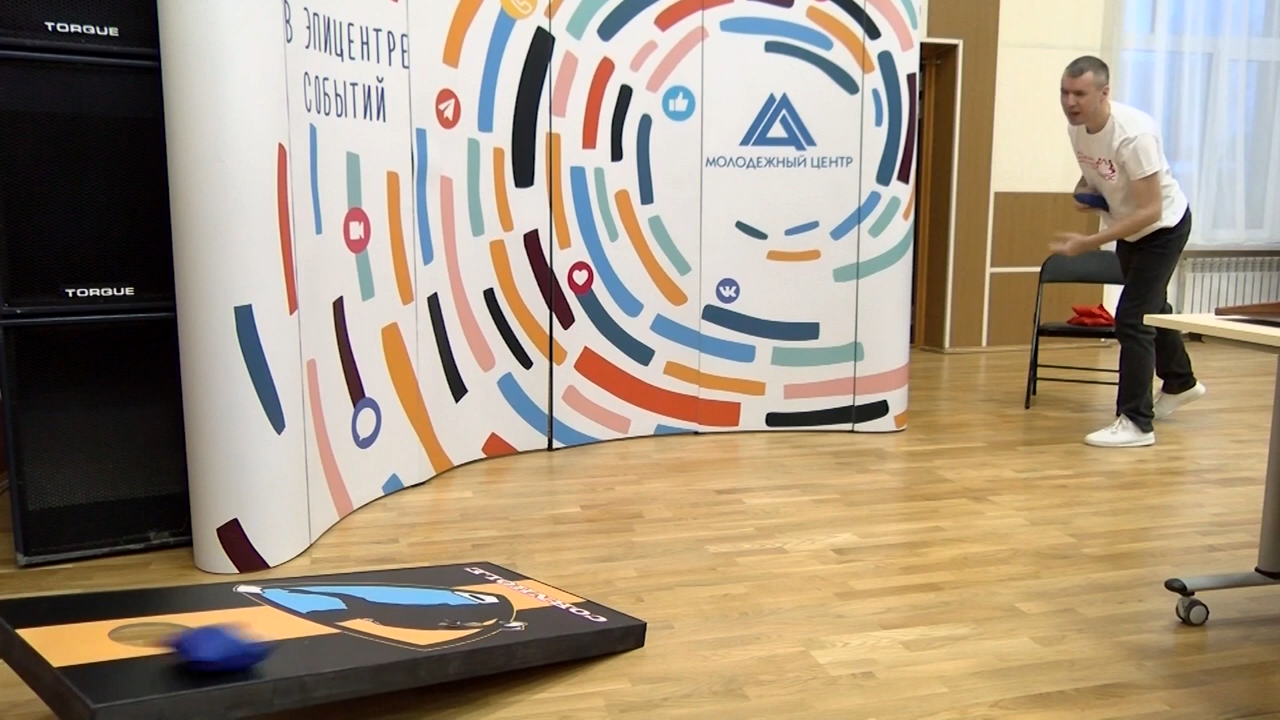 TORQUE
TORQUE
В ЭПИЦЕНТРЕ
СОБЫТИЙ
МОЛОДЕЖНЫЙ ЦЕНТР
CORNHOLE